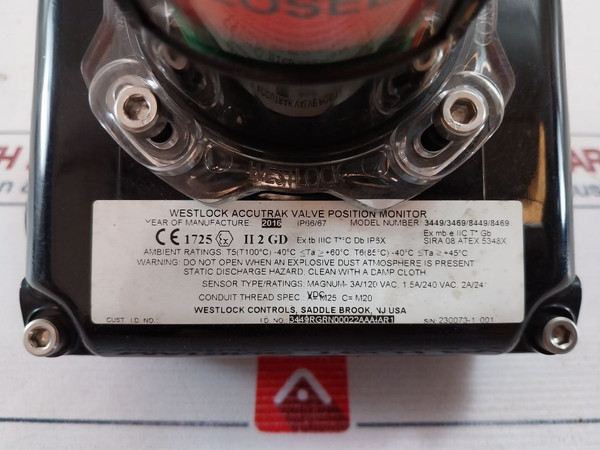 CLOSED
WESTLOCK
WESTLOCK ACCUTRAK VALVE POSITION MONITOR
YEAR OF MANUFACTURE 2016 IP66/67 MODEL NUMBER 3449/3469/8449/8469
CE 1725 Ex II 2 GD Ex tb IIIC T*°C Db IP6X Ex mb e IIC T* Gb
SIRA 08 ATEX 5348X
AMBIENT RATINGS T5(T100°C) -40°C ≤Ta ≥+60°C T6(85°C) -40°C ≤Ta ≥+45°C
WARNING: DO NOT OPEN WHEN AN EXPLOSIVE DUST ATMOSPHERE IS PRESENT
STATIC DISCHARGE HAZARD, CLEAN WITH A DAMP CLOTH.
SENSOR TYPE/RATINGS: MAGNUM- 3A/120 VAC, 1.5A/240 VAC, 2A/24
VDC
CONDUIT THREAD SPEC: M25 C= M20
WESTLOCK CONTROLS, SADDLE BROOK, NJ USA
CUST. I.D. NO.: I.D. NO. 3449RGRN00022AAAIAR1 S/N: 230073-1-001